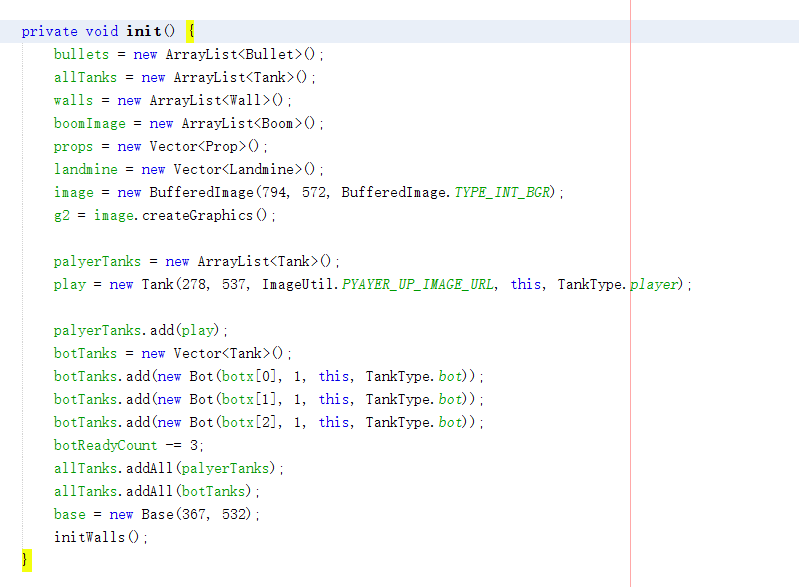 private void init() {
bullets = new ArrayList<Bullet>();
allTanks = new ArrayList<Tank>();
walls = new ArrayList<Wall>();
boomImage = new ArrayList<Boom>();
props = new Vector<Prop>();
landmine = new Vector<Landmine>();
image = new BufferedImage(794, 572, BufferedImage.TYPE_INT_BGR);
g2 = image.createGraphics();
palyerTanks = new ArrayList<Tank>();
play = new Tank(278, 537, ImageUtil.PYAYER_UP_IMAGE_URL, this, TankType.player);
palyerTanks.add(play);
botTanks = new Vector<Tank>();
botTanks.add(new Bot(botx[0], 1, this, TankType.bot));
botTanks.add(new Bot(botx[1], 1, this, TankType.bot));
botTanks.add(new Bot(botx[2], 1, this, TankType.bot));
botReadyCount -= 3;
allTanks.addAll(palyerTanks);
allTanks.addAll(botTanks);
base = new Base(367, 532);
initWalls();
}